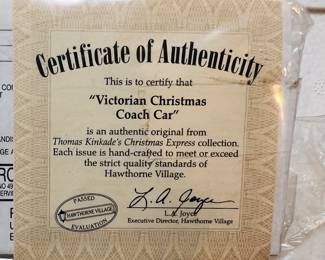 Certificate of Authenticity
This is to certify that
"Victorian Christmas
Coach Car"
is an authentic original from
Thomas Kinkade's Christmas Express collection.
Each issue is hand-crafted to meet or exceed
the strict quality standards of
Hawthorne Village.
L. A. Joyce
L.A. Joyce
Executive Director, Hawthorne Village
PASSED
HAWTHORNE VILLAGE
EVALUATION